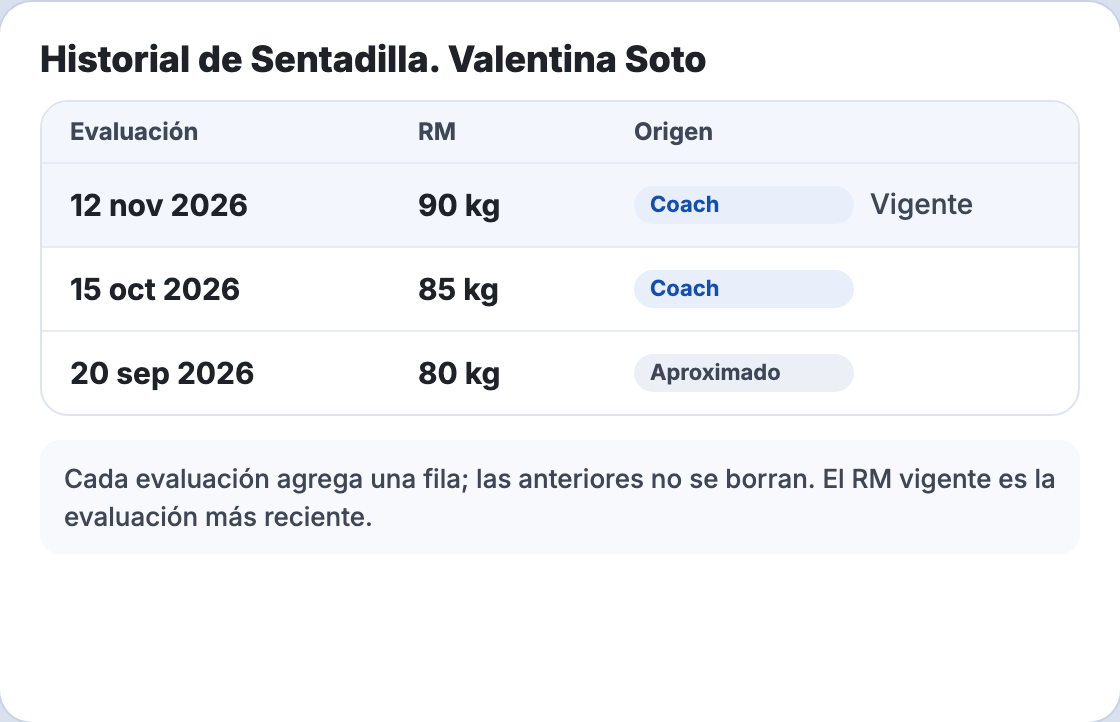 Historial de Sentadilla. Valentina Soto
Evaluación RM Origen
12 nov 2026 90 kg Coach Vigente
15 oct 2026 85 kg Coach
20 sep 2026 80 kg Aproximado
Cada evaluación agrega una fila; las anteriores no se borran. El RM vigente es la
evaluación más reciente.